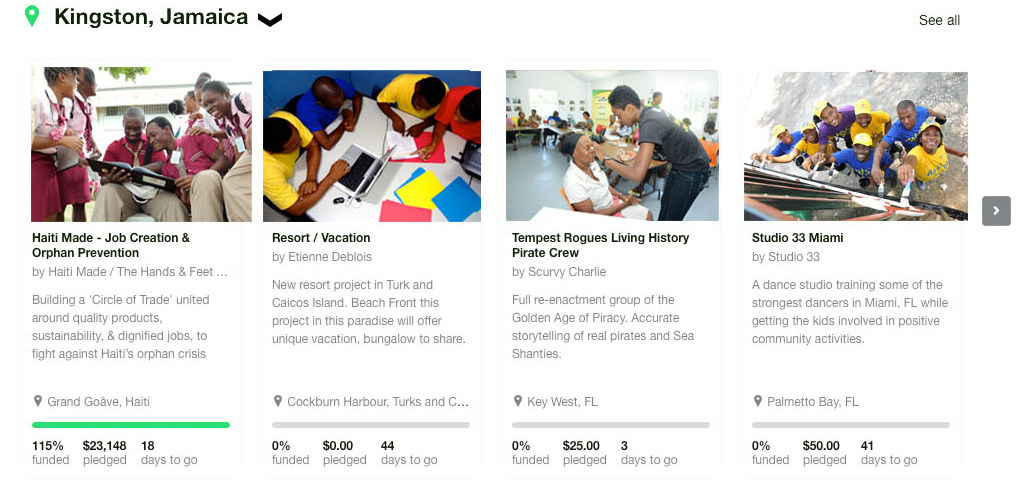 Kingston, Jamaica
See all
Haiti Made - Job Creation &
Orphan Prevention
by Haiti Made / The Hands & Feet ...
Building a 'Circle of Trade' united
around quality products,
sustainability, & dignified jobs, to
fight against Haiti's orphan crisis
Grand Goâve, Haiti
115% $23,148 18
funded pledged days to go
Resort / Vacation
by Etienne Deblois
New resort project in Turk and
Caicos Island. Beach Front this
project in this paradise will offer
unique vacation, bungalow to share.
Cockburn Harbour, Turks and C...
0% $0.00 44
funded pledged days to go
Tempest Rogues Living History
Pirate Crew
by Scurvy Charlie
Full re-enactment group of the
Golden Age of Piracy. Accurate
storytelling of real pirates and Sea
Shanties.
Key West, FL
0% $25.00 3
funded pledged days to go
Studio 33 Miami
by Studio 33
A dance studio training some of the
strongest dancers in Miami, FL while
getting the kids involved in positive
community activities.
Palmetto Bay, FL
0% $50.00 41
funded pledged days to go